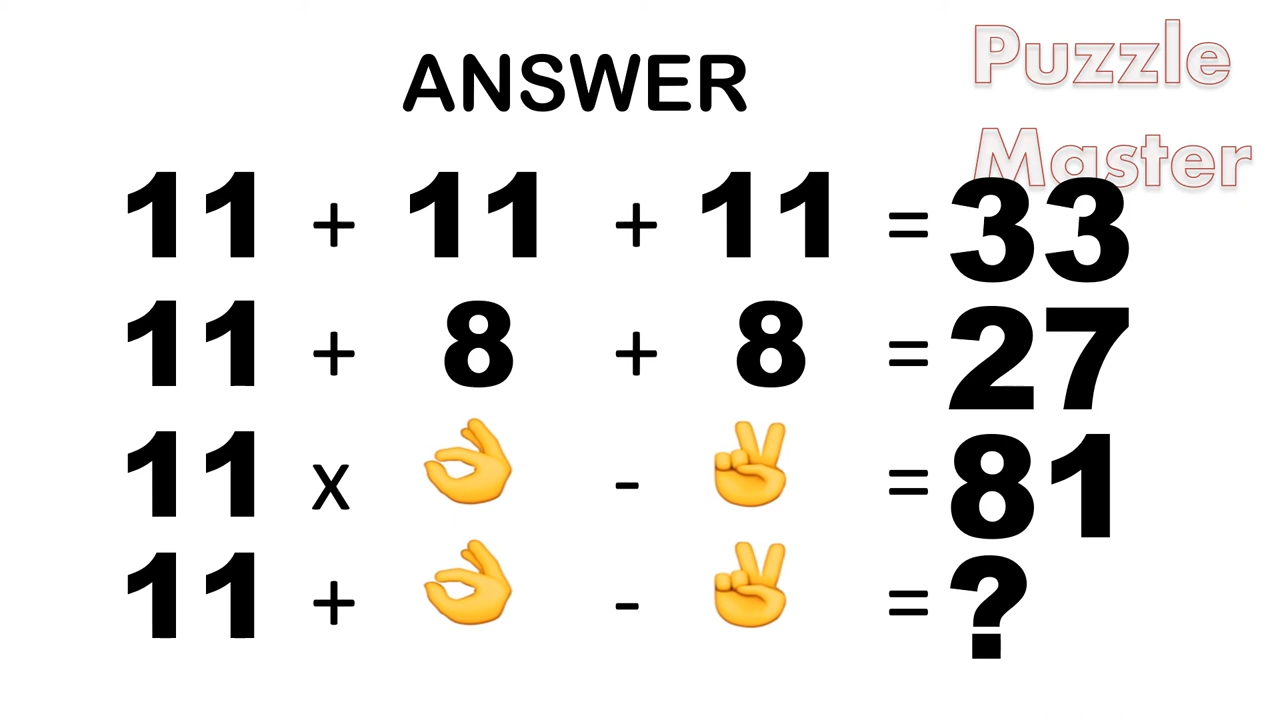 ANSWER
Puzzle
Master
11 + 11 + 11 = 33
11 + 8 + 8 = 27
11 x 👌 - ✌ = 81
11 + 👌 - ✌ = ?